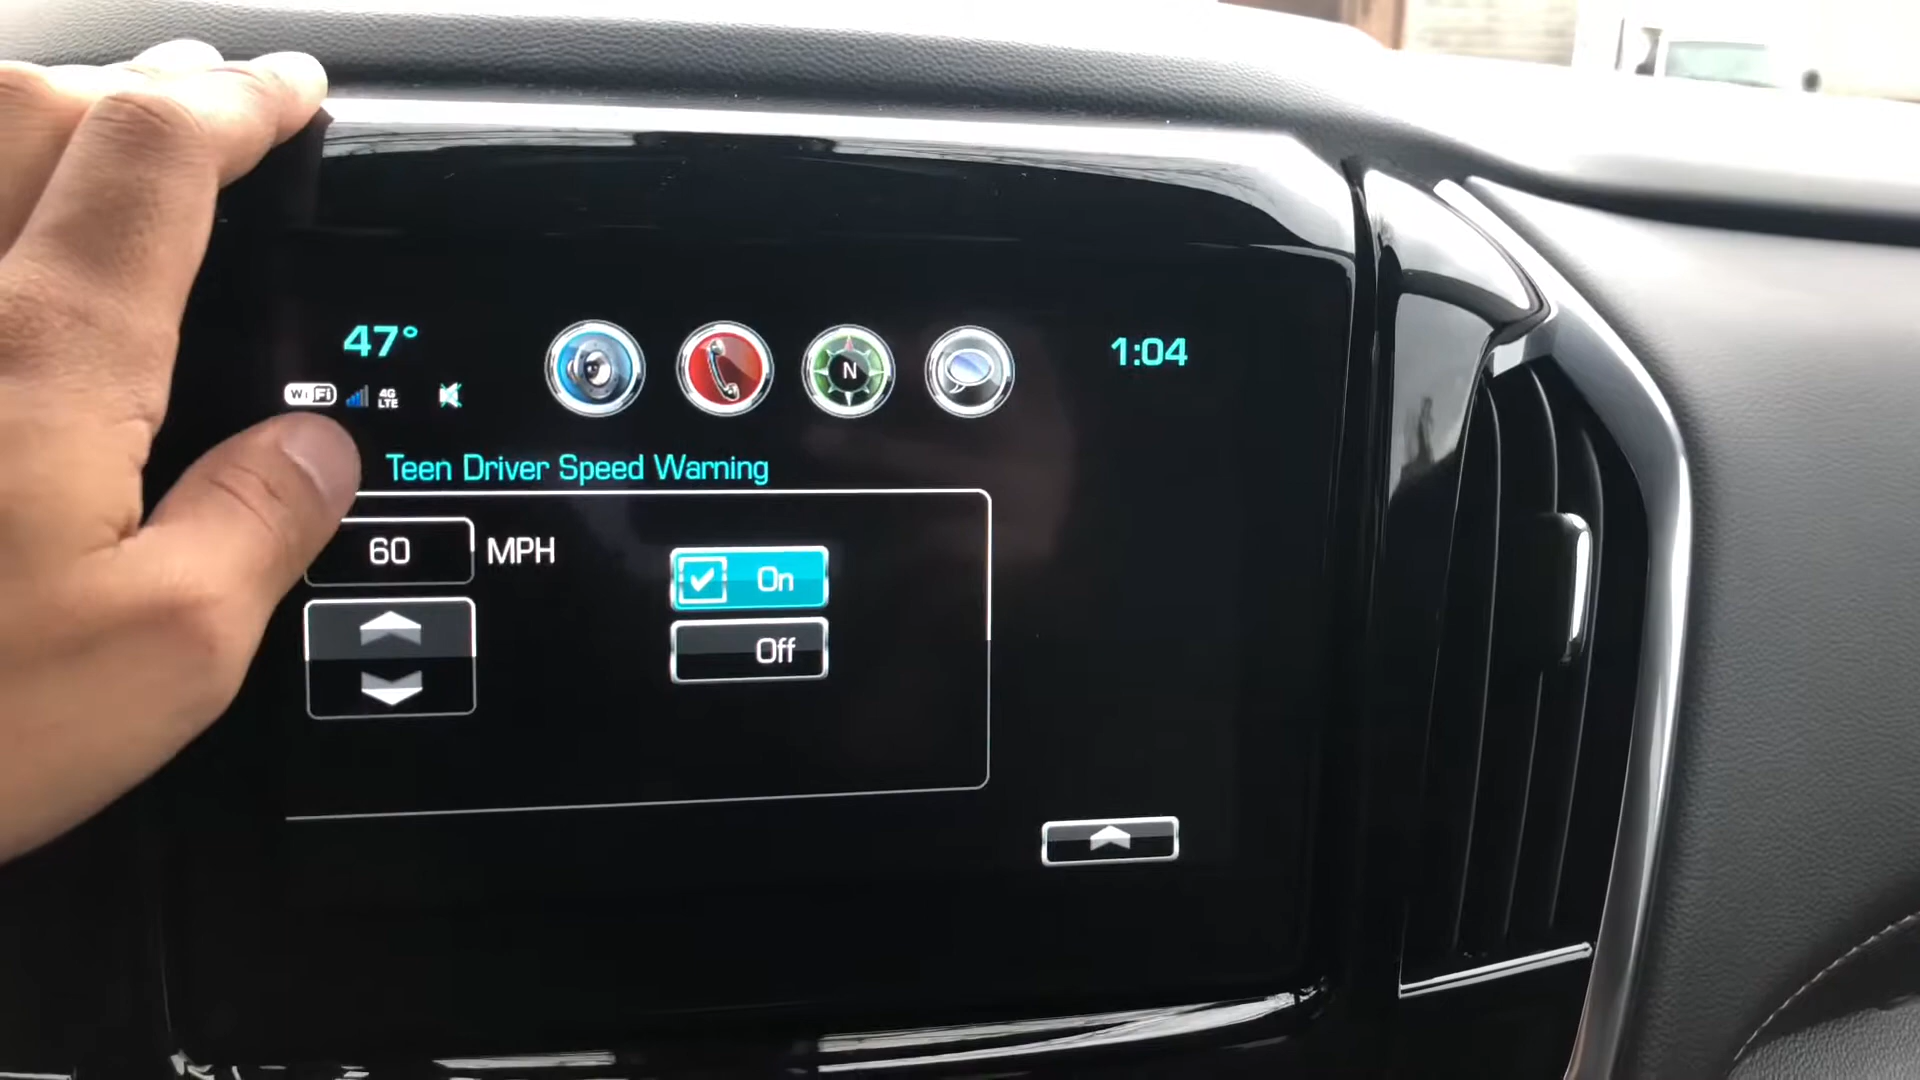 47°
WiFi 4G LTE
N
1:04
Teen Driver Speed Warning
60 MPH
On
Off